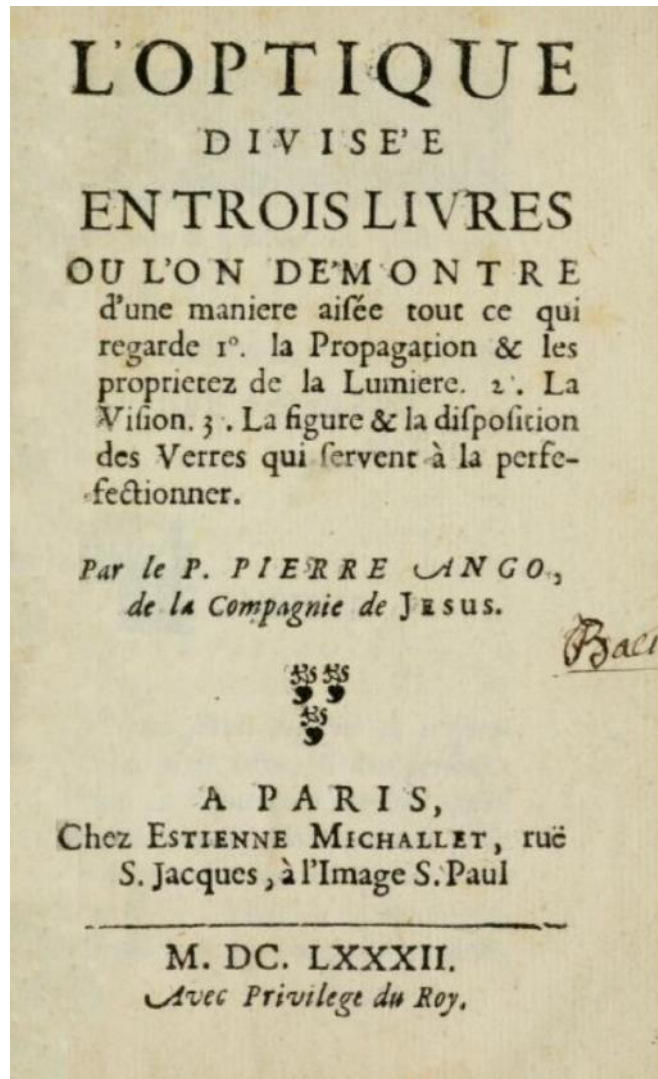 L'OPTIQUE
DIVISE'E
EN TROIS LIVRES
OU L'ON DE'MONTRE
d'une maniere aisée tout ce qui
regarde 1º. la Propagation & les
proprietez de la Lumiere. 2º. La
Vision. 3º. La figure & la disposition
des Verres qui servent à la perfe-
fectionner.
Par le P. PIERRE ANGO,
de la Compagnie de JESUS.
A PARIS,
Chez ESTIENNE MICHALLET, ruë
S. Jacques, à l'Image S. Paul
M. DC. LXXXII.
Avec Privilege du Roy.